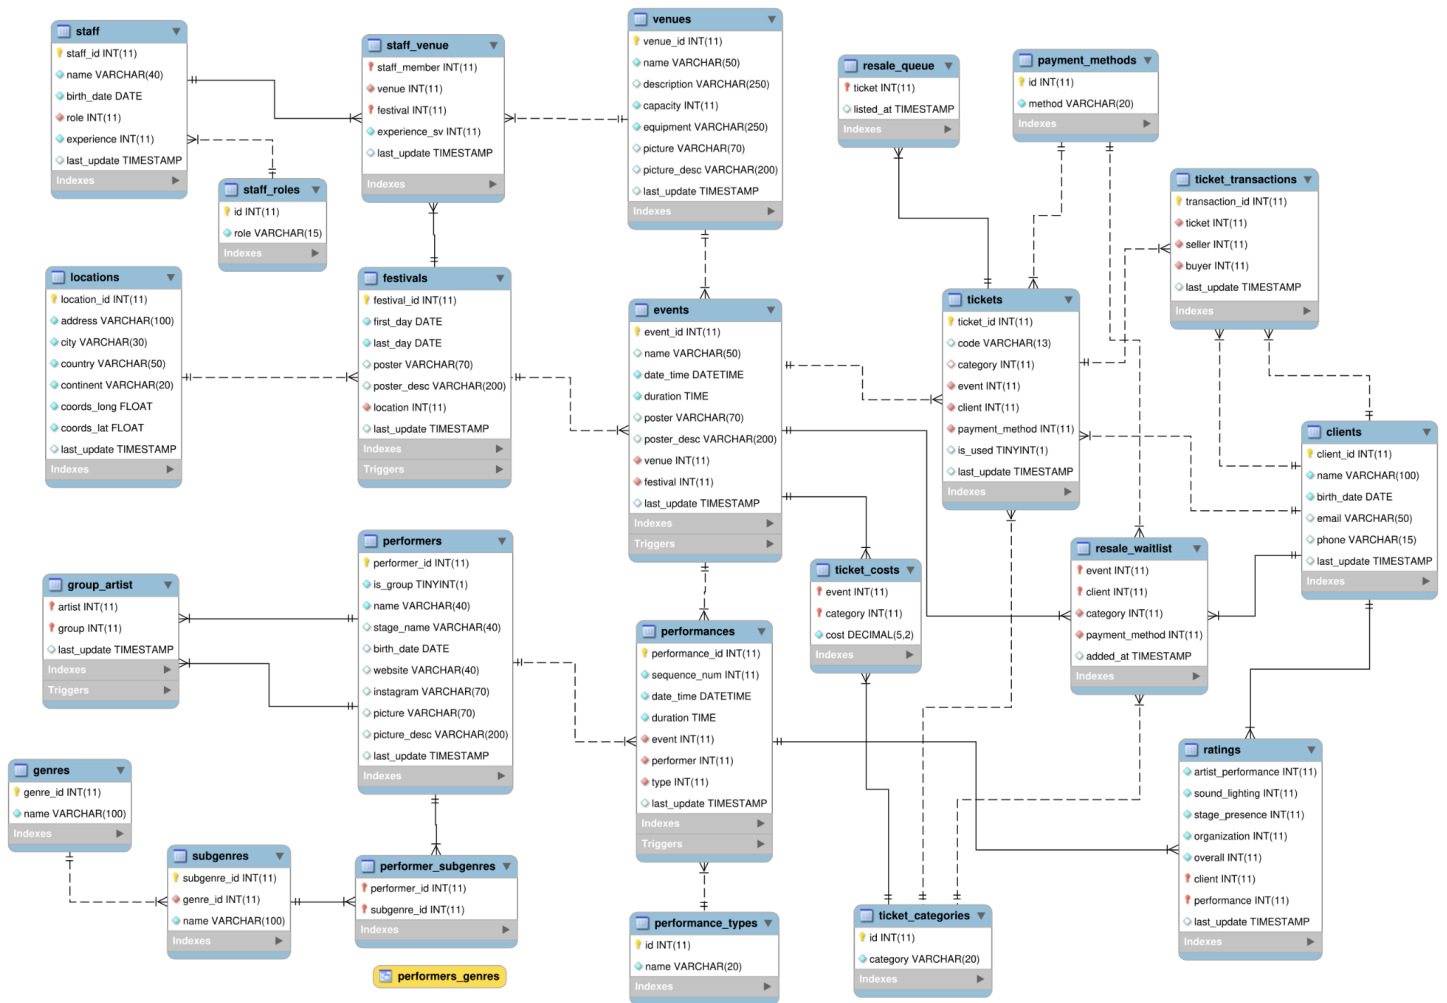 staff
staff_id INT(11)
name VARCHAR(40)
birth_date DATE
role INT(11)
experience INT(11)
last_update TIMESTAMP
Indexes
staff_venue
staff_member INT(11)
venue INT(11)
festival INT(11)
experience_sv INT(11)
last_update TIMESTAMP
Indexes
venues
venue_id INT(11)
name VARCHAR(50)
description VARCHAR(250)
capacity INT(11)
equipment VARCHAR(250)
picture VARCHAR(70)
picture_desc VARCHAR(200)
last_update TIMESTAMP
Indexes
resale_queue
ticket INT(11)
listed_at TIMESTAMP
Indexes
payment_methods
id INT(11)
method VARCHAR(20)
Indexes
ticket_transactions
transaction_id INT(11)
ticket INT(11)
seller INT(11)
buyer INT(11)
last_update TIMESTAMP
Indexes
staff_roles
id INT(11)
role VARCHAR(15)
Indexes
locations
location_id INT(11)
address VARCHAR(100)
city VARCHAR(30)
country VARCHAR(50)
continent VARCHAR(20)
coords_long FLOAT
coords_lat FLOAT
last_update TIMESTAMP
Indexes
festivals
festival_id INT(11)
first_day DATE
last_day DATE
poster VARCHAR(70)
poster_desc VARCHAR(200)
location INT(11)
last_update TIMESTAMP
Indexes
Triggers
events
event_id INT(11)
name VARCHAR(50)
date_time DATETIME
duration TIME
poster VARCHAR(70)
poster_desc VARCHAR(200)
venue INT(11)
festival INT(11)
last_update TIMESTAMP
Indexes
Triggers
tickets
ticket_id INT(11)
code VARCHAR(13)
category INT(11)
event INT(11)
client INT(11)
payment_method INT(11)
is_used TINYINT(1)
last_update TIMESTAMP
Indexes
clients
client_id INT(11)
name VARCHAR(100)
birth_date DATE
email VARCHAR(50)
phone VARCHAR(15)
last_update TIMESTAMP
Indexes
group_artist
artist INT(11)
group INT(11)
last_update TIMESTAMP
Indexes
Triggers
performers
performer_id INT(11)
is_group TINYINT(1)
name VARCHAR(40)
stage_name VARCHAR(40)
birth_date DATE
website VARCHAR(40)
instagram VARCHAR(70)
picture VARCHAR(70)
picture_desc VARCHAR(200)
last_update TIMESTAMP
Indexes
ticket_costs
event INT(11)
category INT(11)
cost DECIMAL(5,2)
Indexes
resale_waitlist
event INT(11)
client INT(11)
category INT(11)
payment_method INT(11)
added_at TIMESTAMP
Indexes
performances
performance_id INT(11)
sequence_num INT(11)
date_time DATETIME
duration TIME
event INT(11)
performer INT(11)
type INT(11)
last_update TIMESTAMP
Indexes
Triggers
ratings
artist_performance INT(11)
sound_lighting INT(11)
stage_presence INT(11)
organization INT(11)
overall INT(11)
client INT(11)
performance INT(11)
last_update TIMESTAMP
Indexes
genres
genre_id INT(11)
name VARCHAR(100)
Indexes
subgenres
subgenre_id INT(11)
genre_id INT(11)
name VARCHAR(100)
Indexes
performer_subgenres
performer_id INT(11)
subgenre_id INT(11)
Indexes
performance_types
id INT(11)
name VARCHAR(20)
Indexes
ticket_categories
id INT(11)
category VARCHAR(20)
Indexes
performers_genres